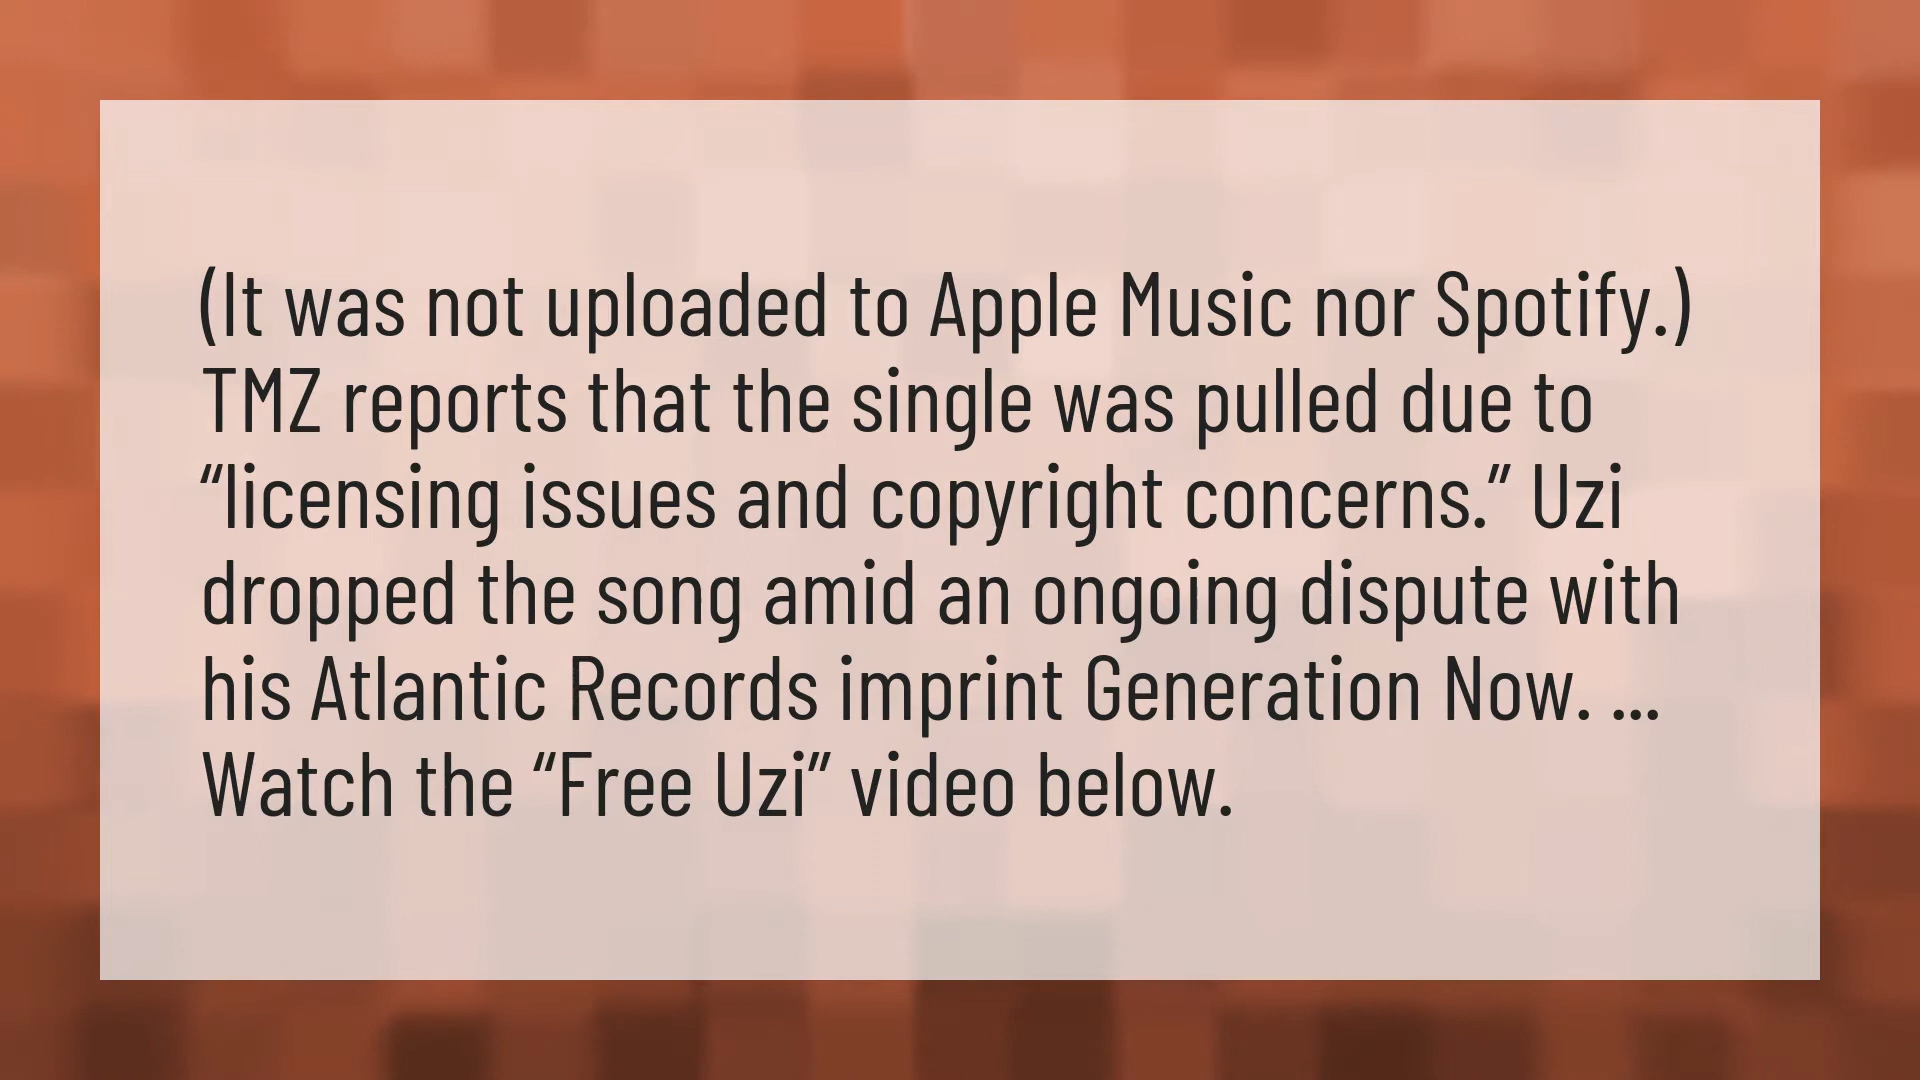 (It was not uploaded to Apple Music nor Spotify.)
TMZ reports that the single was pulled due to
“licensing issues and copyright concerns.” Uzi
dropped the song amid an ongoing dispute with
his Atlantic Records imprint Generation Now. ...
Watch the “Free Uzi” video below.